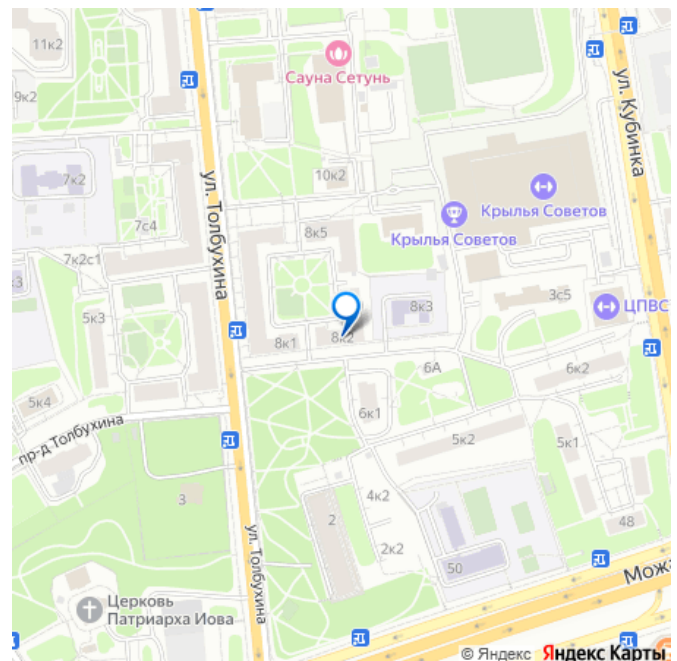 11к2
9к2
Сауна Сетунь
ул. Кубинка
7к2
10к2
ул. Толбухина
Крылья Советов
7с4
8к5
Крылья Советов
7к2с1
к3
5к3
3с5
8к3
ЦПВС
8к1
8к2
6А
6к2
5к4
6к1
пр-д Толбухина
5к2
5к1
3
4к2
2
48
ул. Толбухина
2к2
50
Можа
Церковь
Патриарха Иова
© Яндекс Яндекс Карты